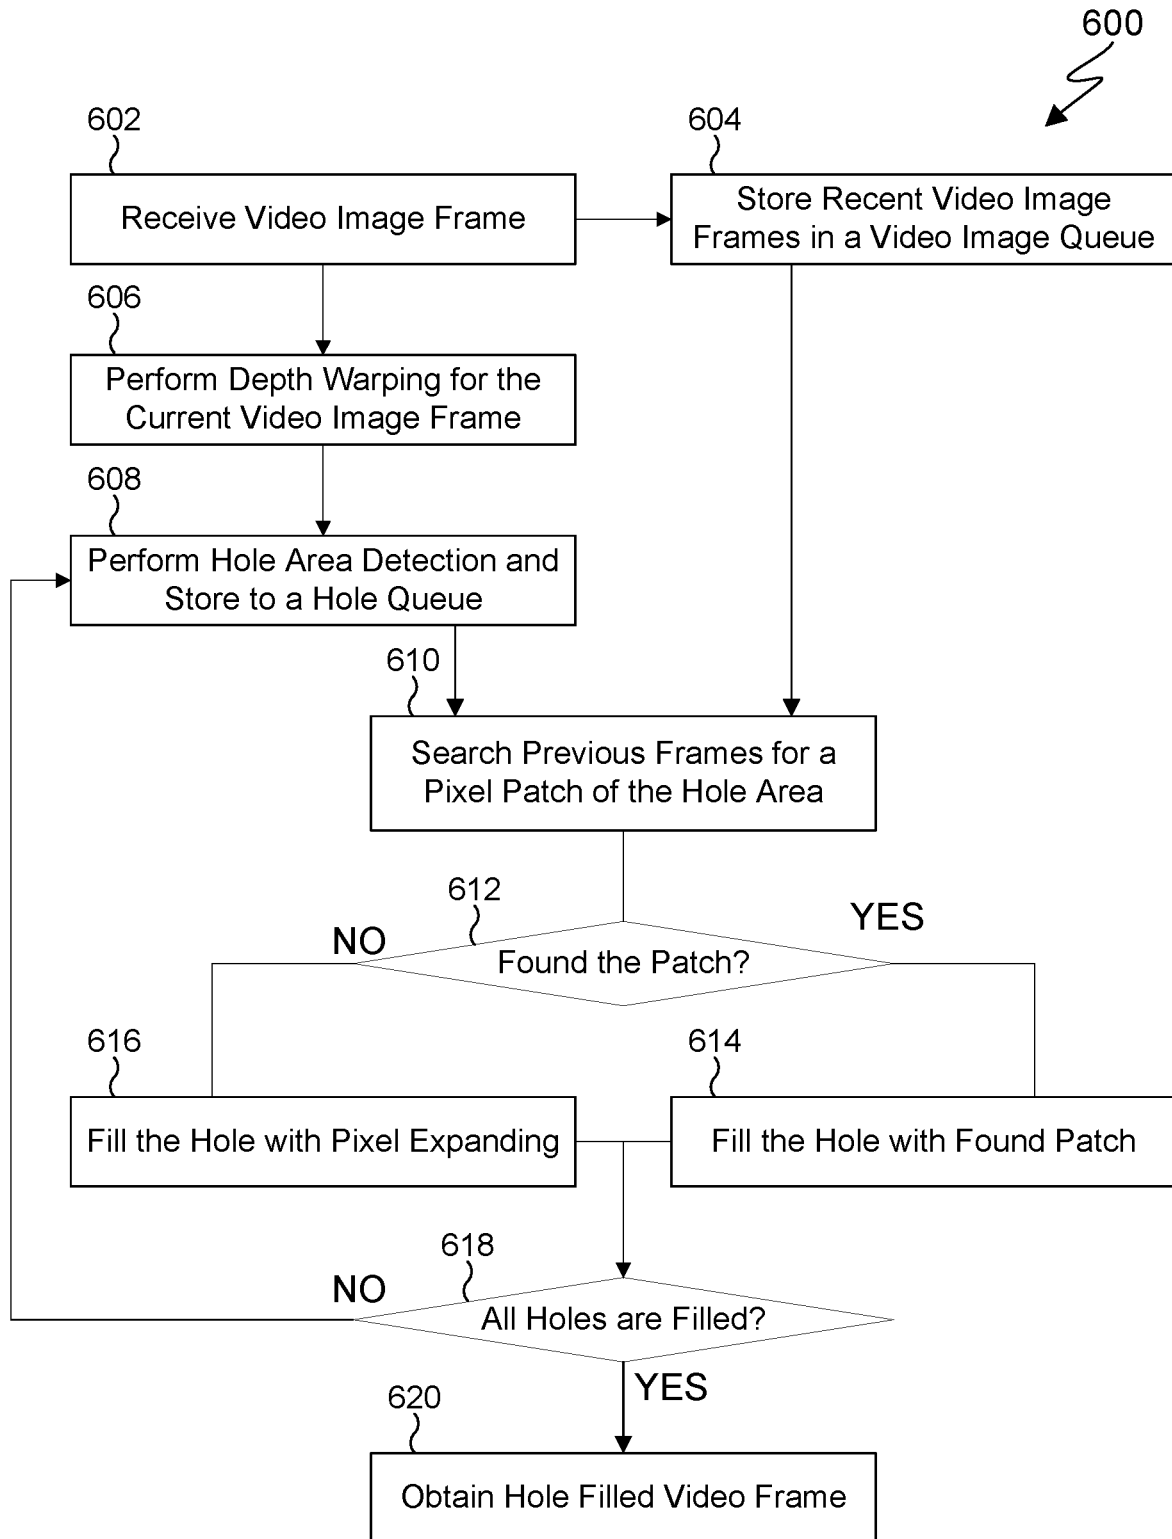 600
602
604
Receive Video Image Frame
Store Recent Video Image
Frames in a Video Image Queue
606
Perform Depth Warping for the
Current Video Image Frame
608
Perform Hole Area Detection and
Store to a Hole Queue
610
Search Previous Frames for a
Pixel Patch of the Hole Area
612
NO
YES
Found the Patch?
616
614
Fill the Hole with Pixel Expanding
Fill the Hole with Found Patch
618
NO
All Holes are Filled?
YES
620
Obtain Hole Filled Video Frame